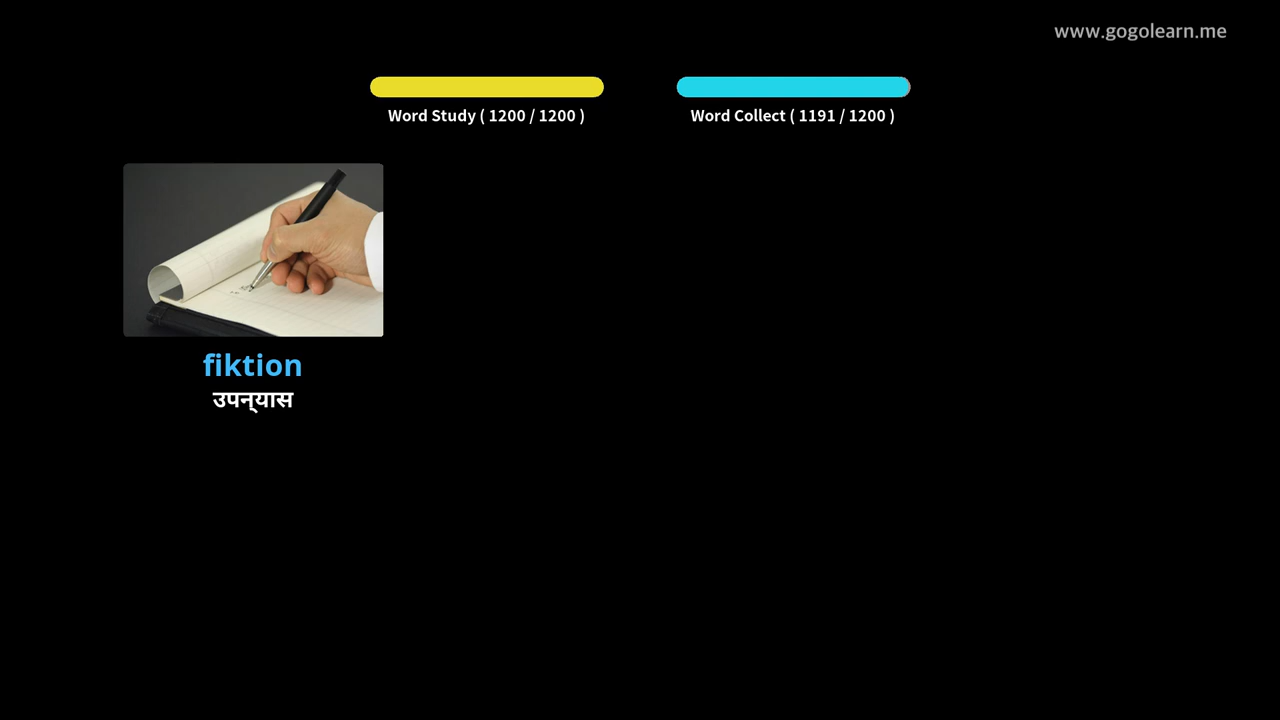 www.gogolearn.me
Word Study ( 1200 / 1200 )
Word Collect ( 1191 / 1200 )
fiktion
उपन्यास